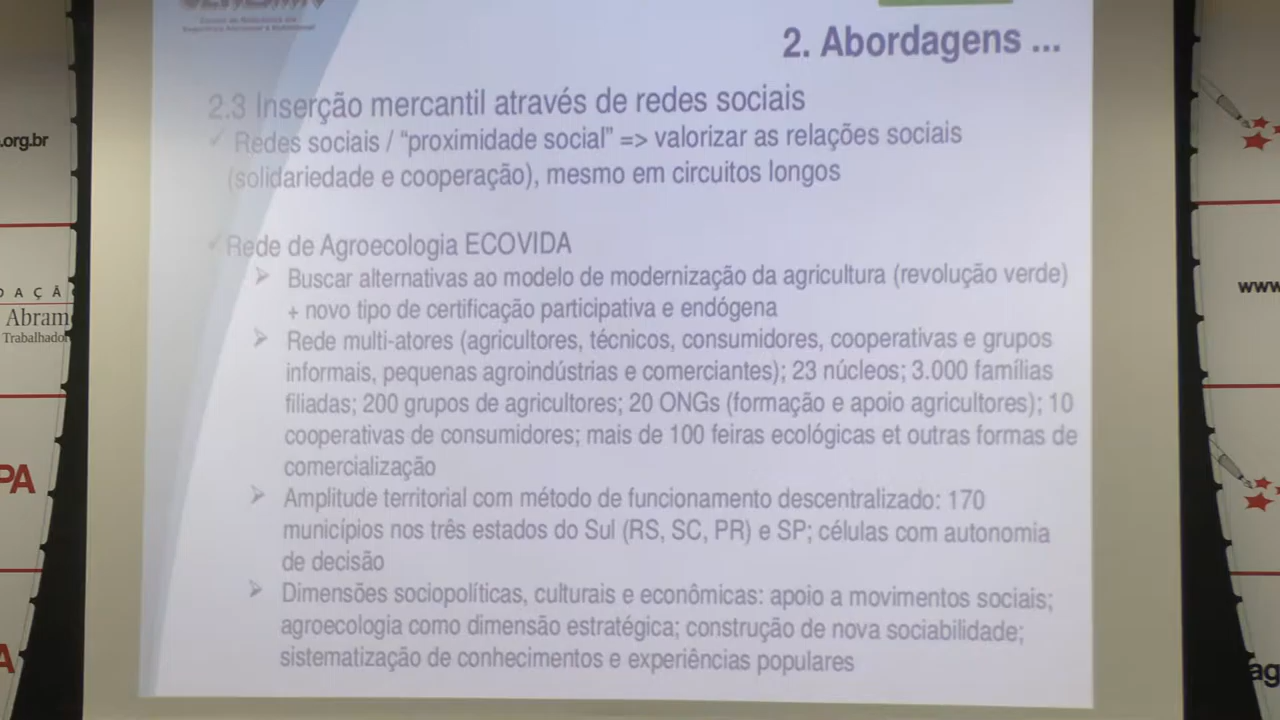 2. Abordagens ...
2.3 Inserção mercantil através de redes sociais
Redes sociais / “proximidade social” => valorizar as relações sociais
(solidariedade e cooperação), mesmo em circuitos longos
Rede de Agroecologia ECOVIDA
Buscar alternativas ao modelo de modernização da agricultura (revolução verde)
+ novo tipo de certificação participativa e endógena
Rede multi-atores (agricultores, técnicos, consumidores, cooperativas e grupos
informais, pequenas agroindústrias e comerciantes); 23 núcleos; 3.000 famílias
filiadas; 200 grupos de agricultores; 20 ONGs (formação e apoio agricultores); 10
cooperativas de consumidores; mais de 100 feiras ecológicas et outras formas de
comercialização
Amplitude territorial com método de funcionamento descentralizado: 170
municípios nos três estados do Sul (RS, SC, PR) e SP; células com autonomia
de decisão
Dimensões sociopolíticas, culturais e econômicas: apoio a movimentos sociais;
agroecologia como dimensão estratégica; construção de nova sociabilidade;
sistematização de conhecimentos e experiências populares
.org.br
DAÇÃ
Abram
Trabalhador
PA
A
www
ag